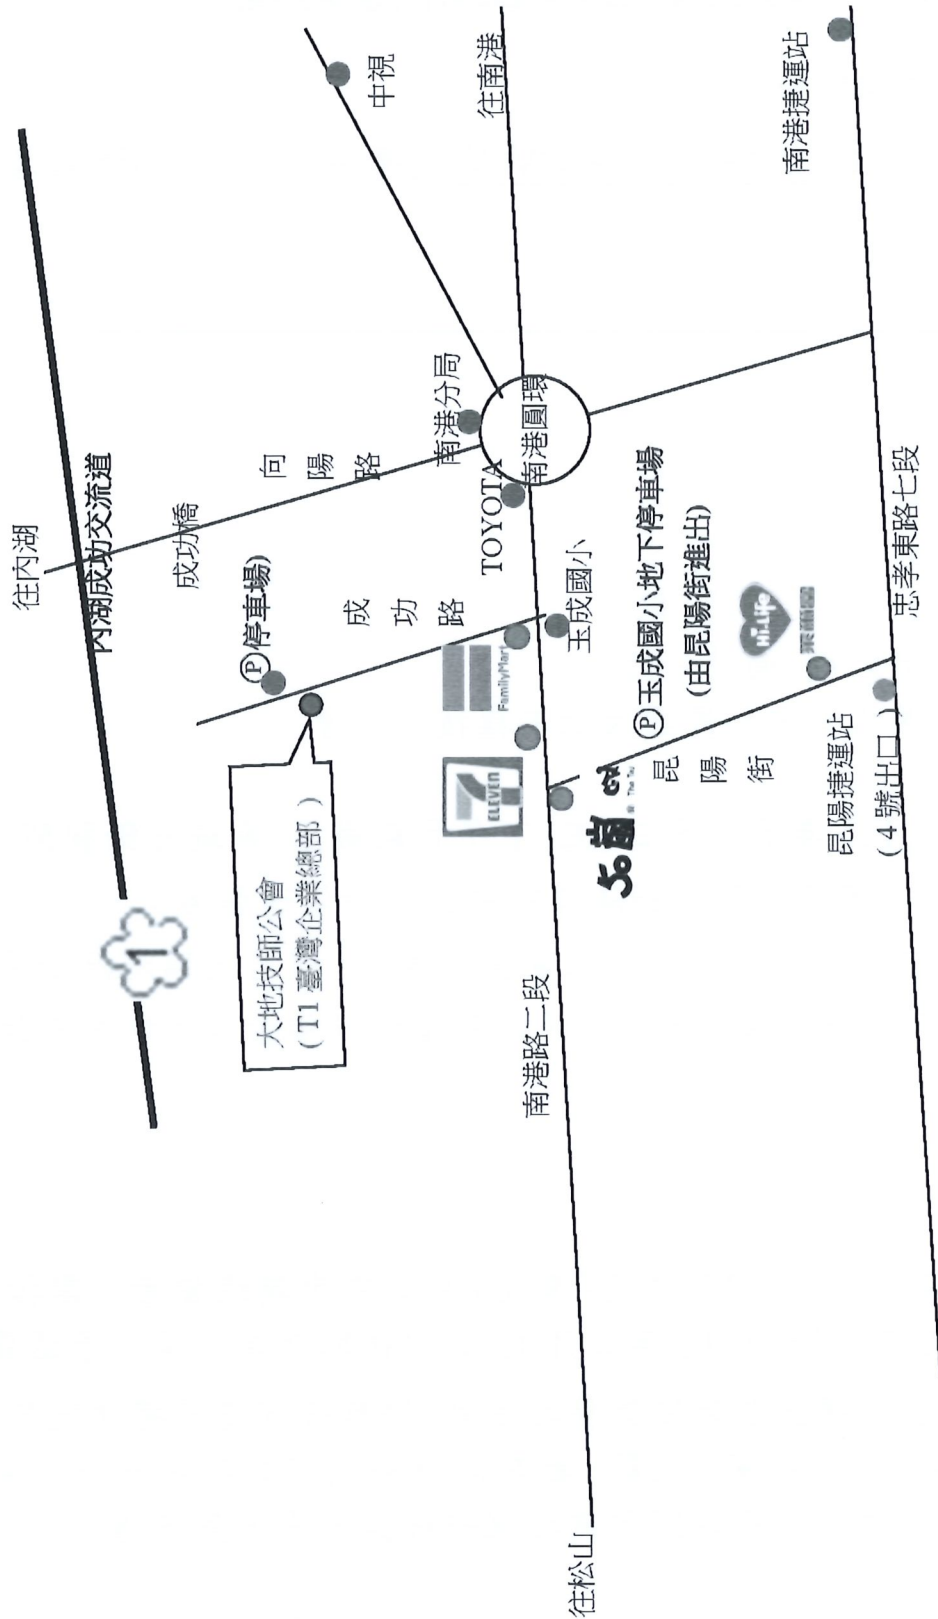 往內湖
內湖成功交流道
1
成功橋
向陽路
Ⓟ停車場)
成功路
大地技師公會
(T1 臺灣企業總部)
中視
南港分局
TOYOTA
南港圓環
往南港
7
ELEVEN
FamilyMart
玉成國小
南港路二段
往松山
50嵐
Ⓟ玉成國小地下停車場
(由昆陽街進出)
昆陽街
Hi-Life
萊爾富
昆陽捷運站
(4 號出口)
忠孝東路七段
南港捷運站